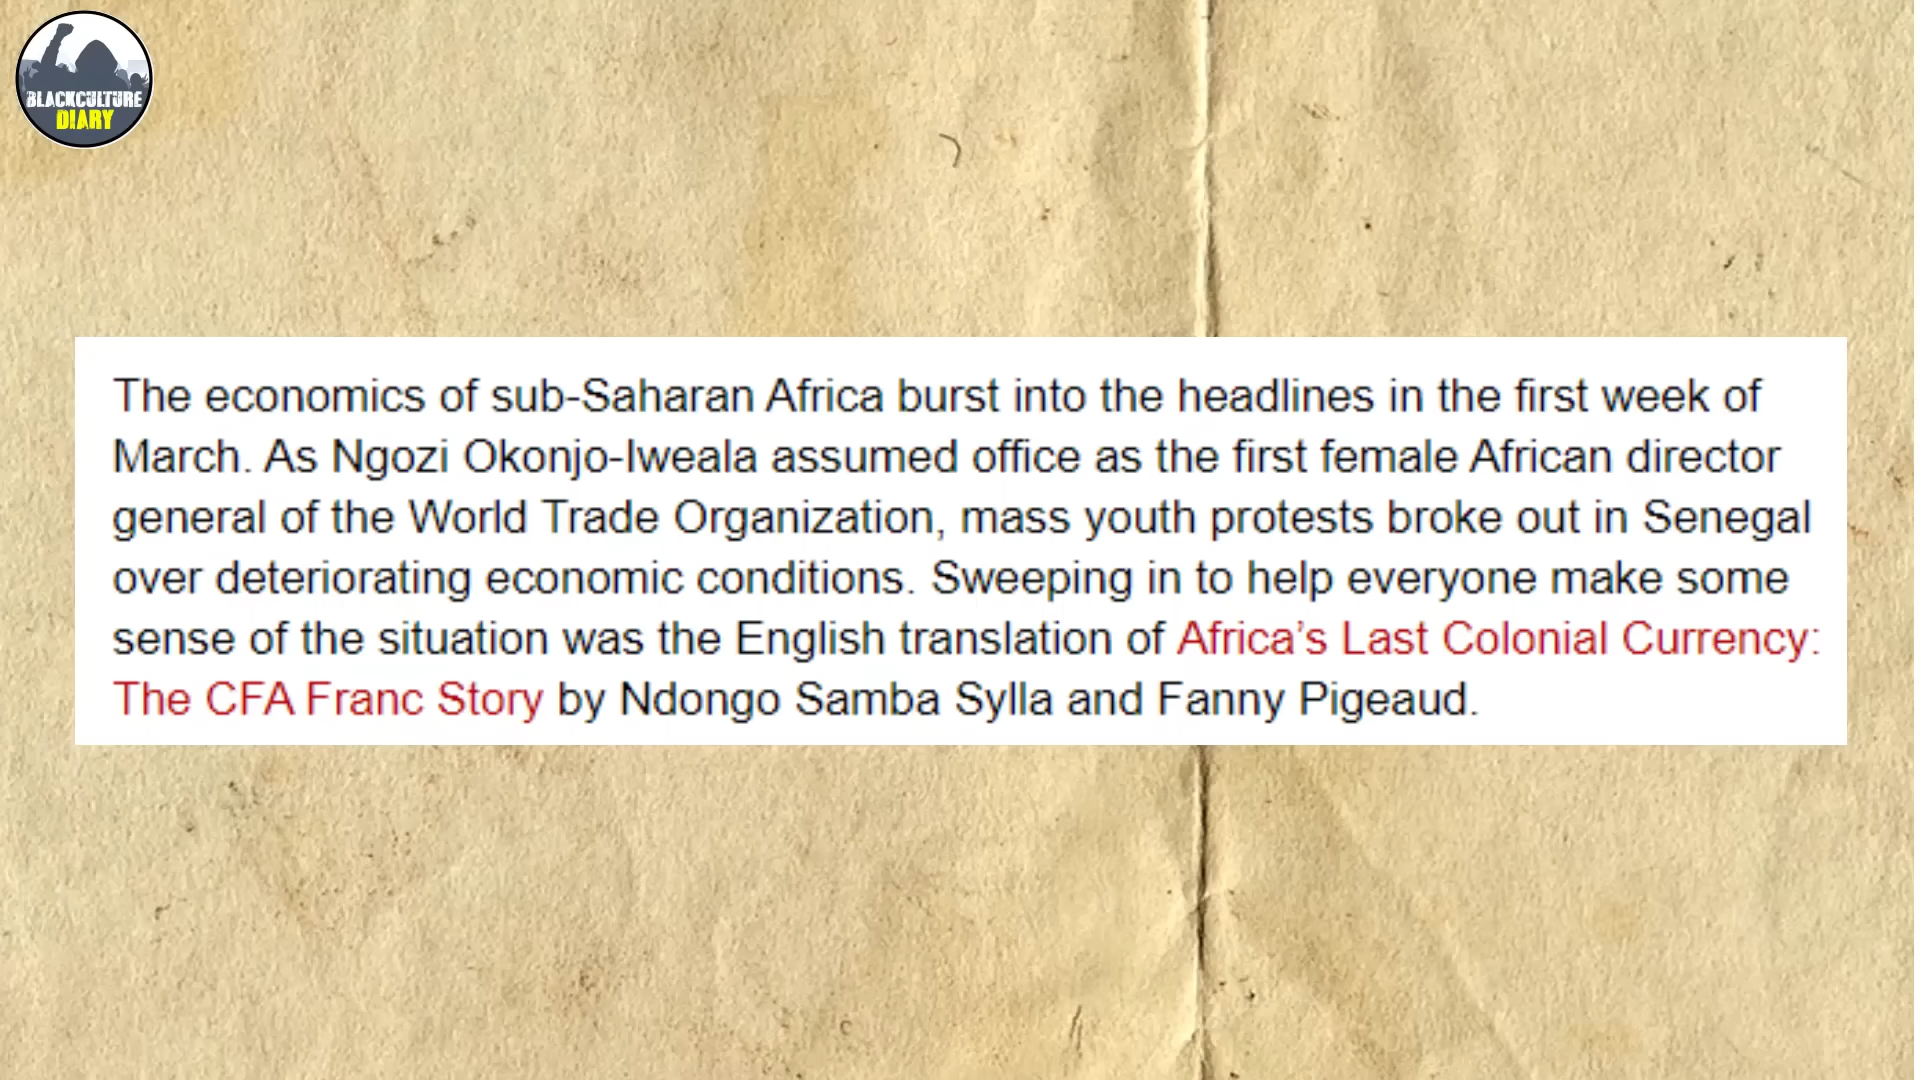 BLACKCULTURE
DIARY
The economics of sub-Saharan Africa burst into the headlines in the first week of
March. As Ngozi Okonjo-Iweala assumed office as the first female African director
general of the World Trade Organization, mass youth protests broke out in Senegal
over deteriorating economic conditions. Sweeping in to help everyone make some
sense of the situation was the English translation of Africa’s Last Colonial Currency:
The CFA Franc Story by Ndongo Samba Sylla and Fanny Pigeaud.